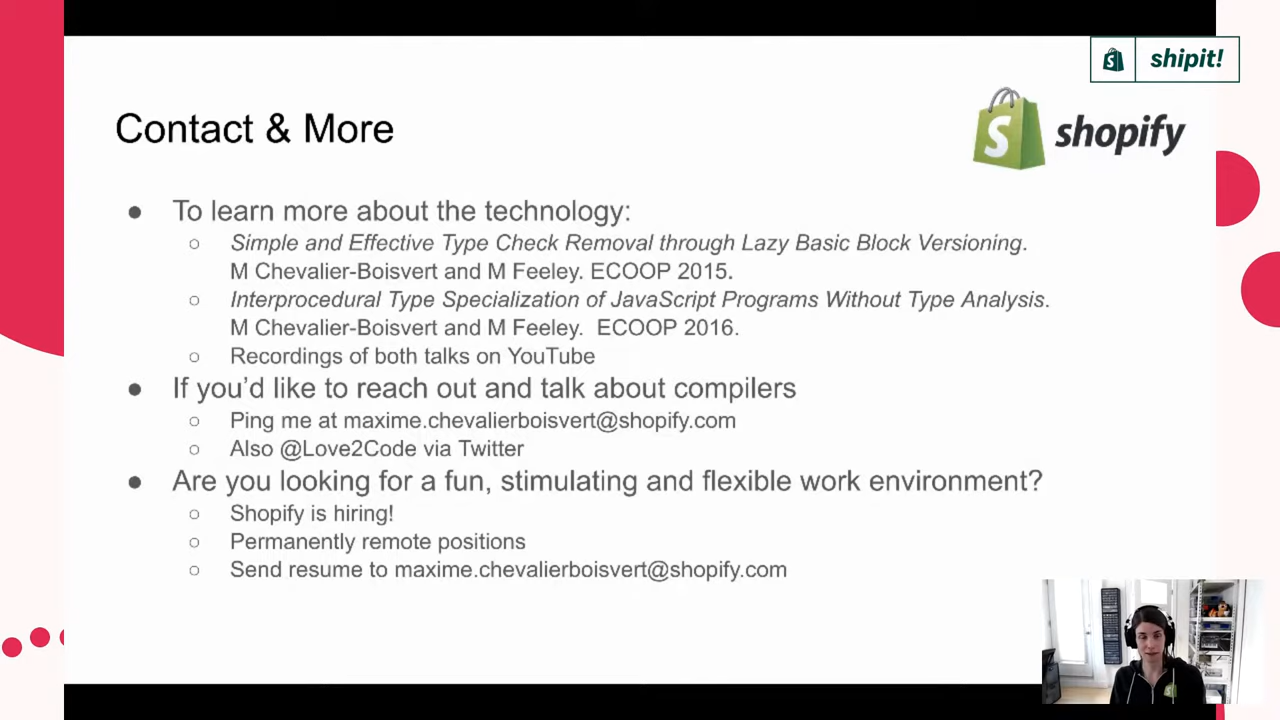 shipit!
Contact & More
shopify
● To learn more about the technology:
○ Simple and Effective Type Check Removal through Lazy Basic Block Versioning.
M Chevalier-Boisvert and M Feeley. ECOOP 2015.
○ Interprocedural Type Specialization of JavaScript Programs Without Type Analysis.
M Chevalier-Boisvert and M Feeley. ECOOP 2016.
○ Recordings of both talks on YouTube
● If you’d like to reach out and talk about compilers
○ Ping me at maxime.chevalierboisvert@shopify.com
○ Also @Love2Code via Twitter
● Are you looking for a fun, stimulating and flexible work environment?
○ Shopify is hiring!
○ Permanently remote positions
○ Send resume to maxime.chevalierboisvert@shopify.com